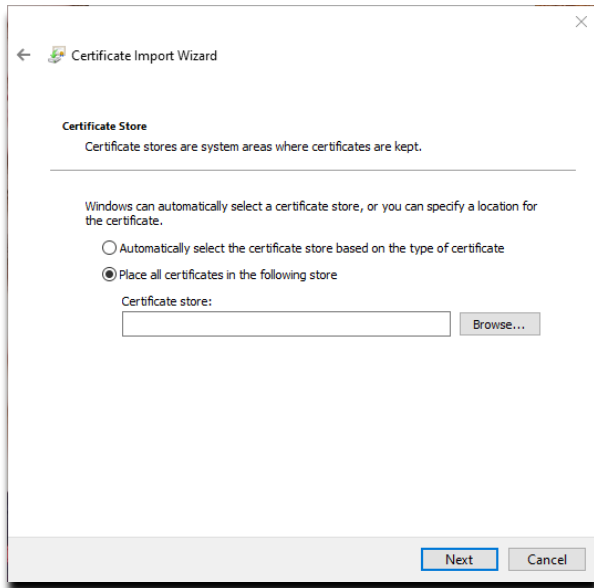 Certificate Import Wizard
Certificate Store
Certificate stores are system areas where certificates are kept.
Windows can automatically select a certificate store, or you can specify a location for
the certificate.
Automatically select the certificate store based on the type of certificate
Place all certificates in the following store
Certificate store:
Browse...
Next
Cancel